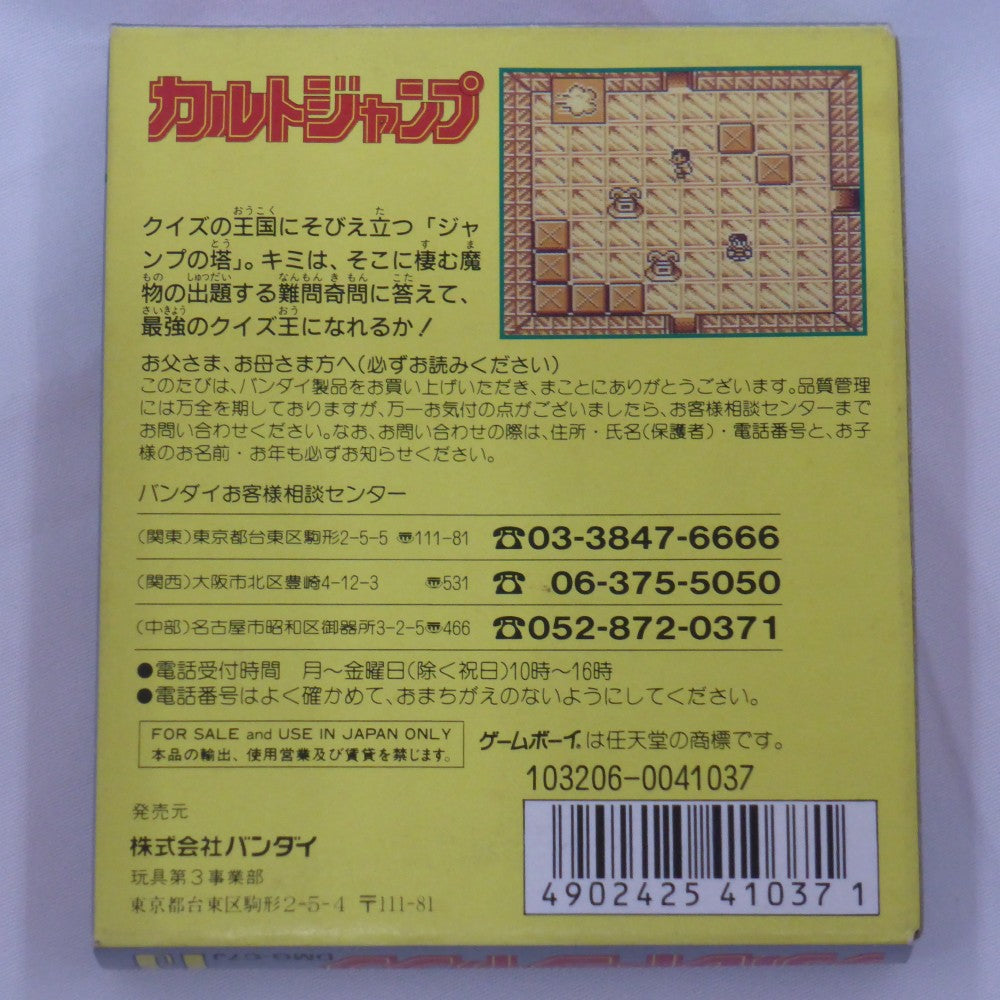 カルトジャンプ
クイズの王国にそびえ立つ「ジャ
ンプの塔」。キミは、そこに棲む魔
物の出題する難問奇問に答えて、
最強のクイズ王になれるか!
お父さま、お母さま方へ(必ずお読みください)
このたびは、バンダイ製品をお買い上げいただき、まことにありがとうございます。品質管理
には万全を期しておりますが、万一お気付の点がございましたら、お客様相談センターまで
お問い合わせください。なお、お問い合わせの際は、住所・氏名(保護者)・電話番号と、お子
様のお名前・お年も必ずお知らせください。
バンダイお客様相談センター
(関東)東京都台東区駒形2-5-5 〒111-81 ☎03-3847-6666
(関西)大阪市北区豊崎4-12-3 〒531 ☎06-375-5050
(中部)名古屋市昭和区御器所3-2-5〒466 ☎052-872-0371
●電話受付時間 月〜金曜日(除く祝日)10時〜16時
●電話番号はよく確かめて、おまちがえのないようにしてください。
FOR SALE and USE IN JAPAN ONLY
本品の輸出、使用営業及び賃貸を禁じます。
ゲームボーイは任天堂の商標です。
103206-0041037
発売元
株式会社バンダイ
玩具第3事業部
東京都台東区駒形2-5-4 〒111-81
4902425 41037 1